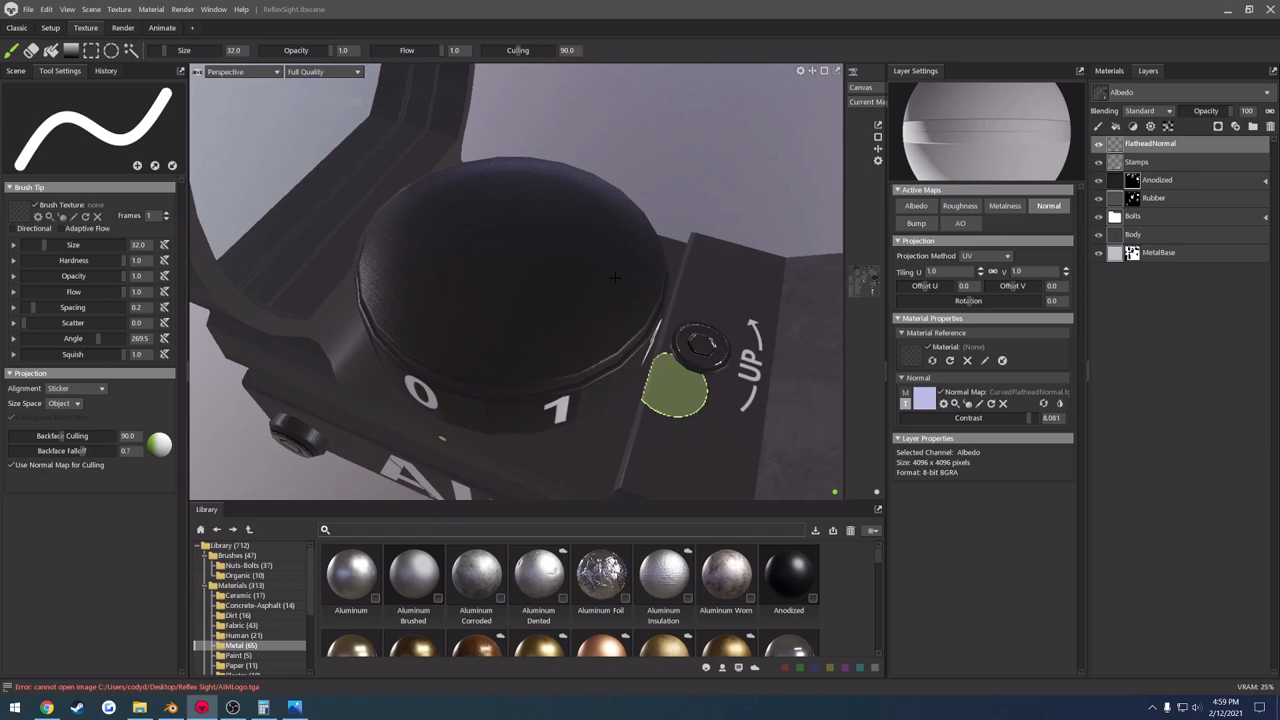 File Edit View Scene Texture Material Render Window Help ReflexSight.tbscene
Classic Setup Texture Render Animate +
Size 32.0 Opacity 1.0 Flow 1.0 Culling 90.0
Scene Tool Settings History
Brush Tip
Brush Texture: none
Frames 1
Directional Adaptive Flow
Size 32.0
Hardness 1.0
Opacity 1.0
Flow 1.0
Spacing 0.2
Scatter 0.0
Angle 269.5
Squish 1.0
Projection
Alignment Sticker
Size Space Object
Backface Culling 90.0
Backface Falloff 0.7
Use Normal Map for Culling
Perspective Full Quality
0 1 UP
Canvas
Current Ma
Library
Library (712)
Brushes (47)
Nuts-Bolts (37)
Organic (10)
Materials (313)
Ceramic (17)
Concrete-Asphalt (14)
Dirt (16)
Fabric (43)
Human (21)
Metal (65)
Paint (5)
Paper (11)
Aluminum
Aluminum Brushed
Aluminum Corroded
Aluminum Dented
Aluminum Foil
Aluminum Insulation
Aluminum Worn
Anodized
Layer Settings
Active Maps
Albedo Roughness Metalness Normal
Bump AO
Projection
Projection Method UV
Tiling U 1.0 V 1.0
Offset U 0.0 Offset V 0.0
Rotation 0.0
Material Properties
Material Reference
Material: (None)
Normal
M
T
Normal Map: CurvedflatheadNormal.tg
Contrast 8.081
Layer Properties
Selected Channel: Albedo
Size: 4096 x 4096 pixels
Format: 8-bit BGRA
Materials Layers
Albedo
Blending Standard Opacity 100
FlatheadNormal
Stamps
Anodized
Rubber
Bolts
Body
MetalBase
Error: cannot open image C:/Users/codyd/Desktop/Reflex Sight/AIMLogo.tga
VRAM: 25%
4:59 PM
2/12/2021